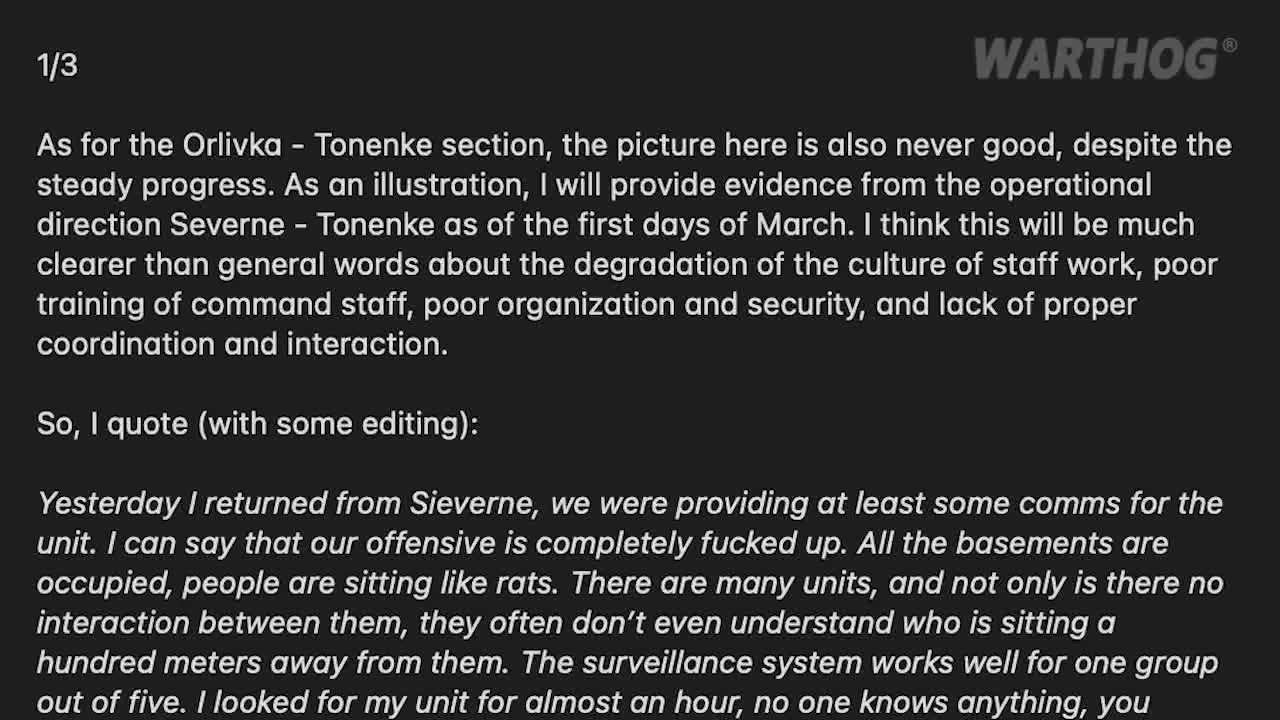 1/3
WARTHOG®
As for the Orlivka - Tonenke section, the picture here is also never good, despite the
steady progress. As an illustration, I will provide evidence from the operational
direction Severne - Tonenke as of the first days of March. I think this will be much
clearer than general words about the degradation of the culture of staff work, poor
training of command staff, poor organization and security, and lack of proper
coordination and interaction.
So, I quote (with some editing):
Yesterday I returned from Sieverne, we were providing at least some comms for the
unit. I can say that our offensive is completely fucked up. All the basements are
occupied, people are sitting like rats. There are many units, and not only is there no
interaction between them, they often don’t even understand who is sitting a
hundred meters away from them. The surveillance system works well for one group
out of five. I looked for my unit for almost an hour, no one knows anything, you